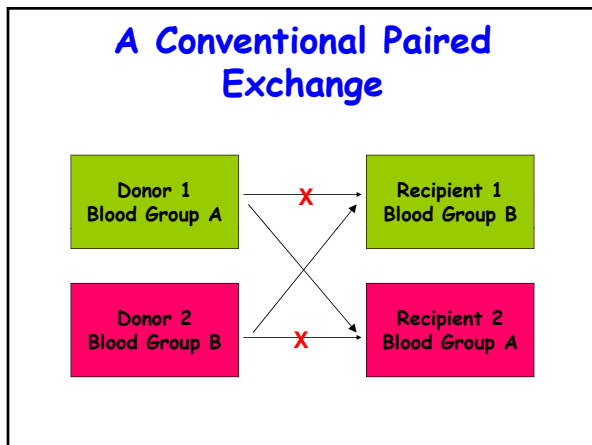 A Conventional Paired
Exchange
Donor 1
Blood Group A
X
Recipient 1
Blood Group B
Donor 2
Blood Group B
X
Recipient 2
Blood Group A